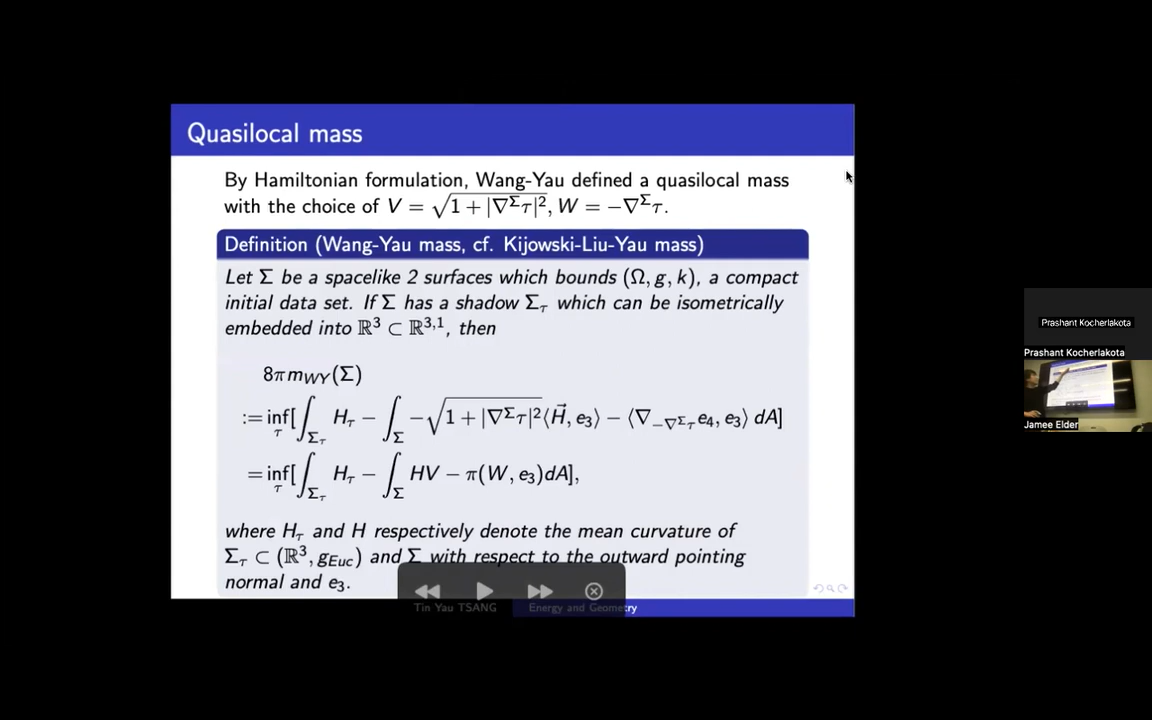 Quasilocal mass
By Hamiltonian formulation, Wang-Yau defined a quasilocal mass
with the choice of V = √(1 + |∇^Σ τ|²), W = −∇^Σ τ.
Definition (Wang-Yau mass, cf. Kijowski-Liu-Yau mass)
Let Σ be a spacelike 2 surfaces which bounds (Ω, g, k), a compact
initial data set. If Σ has a shadow Σ_τ which can be isometrically
embedded into ℝ³ ⊂ ℝ^{3,1}, then
8πm_{WY}(Σ)
:= inf_τ [∫_{Σ_τ} H_τ − ∫_Σ −√(1 + |∇^Σ τ|²)⟨H⃗, e₃⟩ − ⟨∇_{−∇^Σ τ} e₄, e₃⟩ dA]
= inf_τ [∫_{Σ_τ} H_τ − ∫_Σ HV − π(W, e₃)dA],
where H_τ and H respectively denote the mean curvature of
Σ_τ ⊂ (ℝ³, g_{Euc}) and Σ with respect to the outward pointing
normal and e₃.
Tin Yau TSANG Energy and Geometry
Prashant Kocherlakota
Prashant Kocherlakota
Jamee Elder